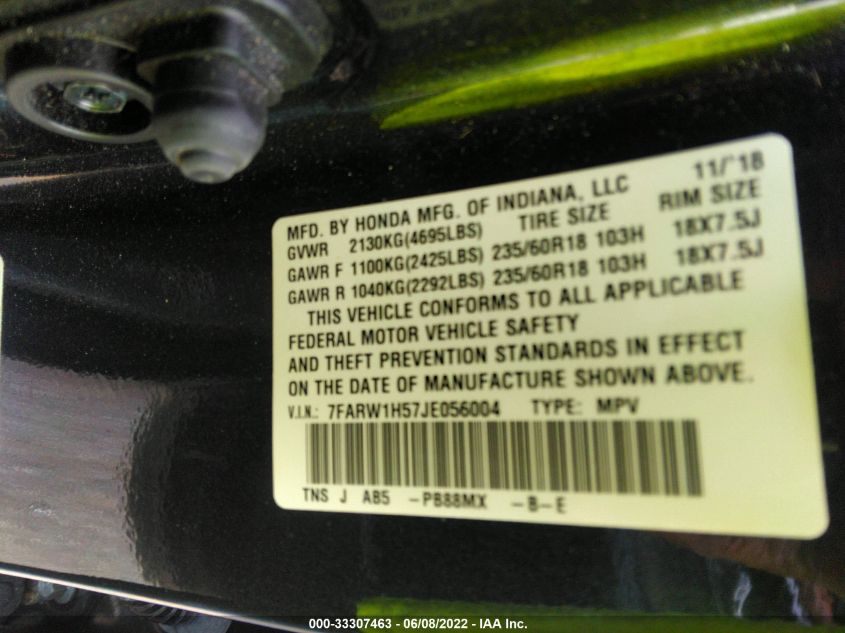 MFD. BY HONDA MFG. OF INDIANA, LLC 11/'18
GVWR 2130KG(4695LBS) TIRE SIZE RIM SIZE
GAWR F 1100KG(2425LBS) 235/60R18 103H 18X7.5J
GAWR R 1040KG(2292LBS) 235/60R18 103H 18X7.5J
THIS VEHICLE CONFORMS TO ALL APPLICABLE
FEDERAL MOTOR VEHICLE SAFETY
AND THEFT PREVENTION STANDARDS IN EFFECT
ON THE DATE OF MANUFACTURE SHOWN ABOVE.
V.I.N.: 7FARW1H57JE056004 TYPE: MPV
TNS J AB5 -PB88MX -B-E
000-33307463 - 06/08/2022 - IAA Inc.